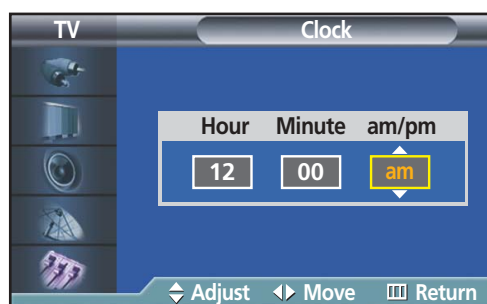 TV Clock
Hour Minute am/pm
12 00 am
Adjust Move Return